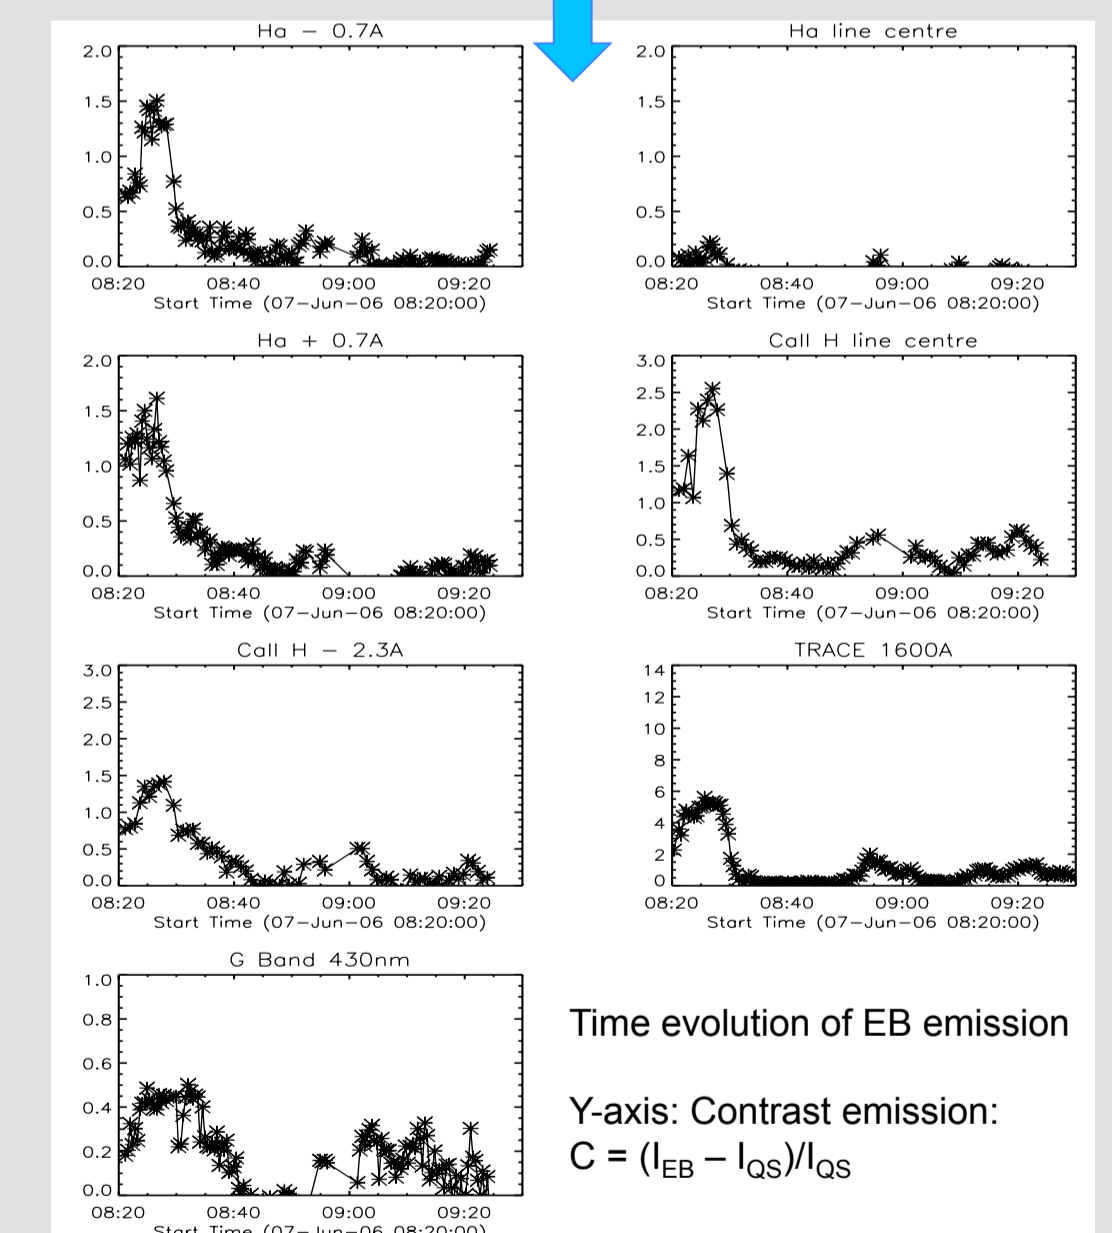 Ha − 0.7A
2.0
1.5
1.0
0.5
0.0
08:20 08:40 09:00 09:20
Start Time (07−Jun−06 08:20:00)
Ha line centre
2.0
1.5
1.0
0.5
0.0
08:20 08:40 09:00 09:20
Start Time (07−Jun−06 08:20:00)
Ha + 0.7A
2.0
1.5
1.0
0.5
0.0
08:20 08:40 09:00 09:20
Start Time (07−Jun−06 08:20:00)
CaII H line centre
3.0
2.5
2.0
1.5
1.0
0.5
0.0
08:20 08:40 09:00 09:20
Start Time (07−Jun−06 08:20:00)
CaII H − 2.3A
3.0
2.5
2.0
1.5
1.0
0.5
0.0
08:20 08:40 09:00 09:20
Start Time (07−Jun−06 08:20:00)
TRACE 1600A
14
12
10
8
6
4
2
0
08:20 08:40 09:00 09:20
Start Time (07−Jun−06 08:20:00)
G Band 430nm
1.0
0.8
0.6
0.4
0.2
0.0
08:20 08:40 09:00 09:20
Start Time (07−Jun−06 08:20:00)
Time evolution of EB emission
Y-axis: Contrast emission:
C = (I_EB – I_QS)/I_QS